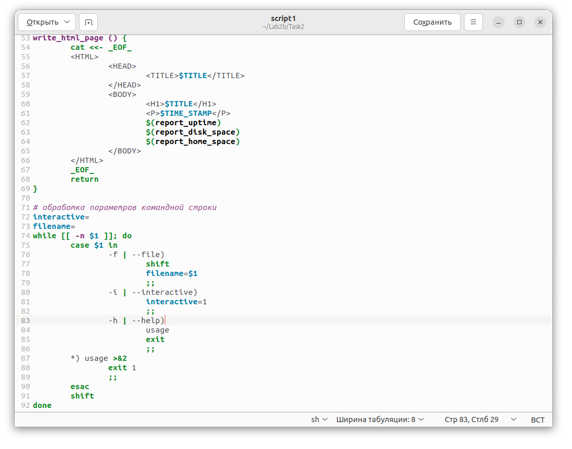 Открыть
script1
~/Lab2b/Task2
Сохранить
53 write_html_page () {
54 cat <<- _EOF_
55 <HTML>
56 <HEAD>
57 <TITLE>$TITLE</TITLE>
58 </HEAD>
59 <BODY>
60 <H1>$TITLE</H1>
61 <P>$TIME_STAMP</P>
62 $(report_uptime)
63 $(report_disk_space)
64 $(report_home_space)
65 </BODY>
66 </HTML>
67 _EOF_
68 return
69 }
70
71 # обработка параметров командной строки
72 interactive=
73 filename=
74 while [[ -n $1 ]]; do
75 case $1 in
76 -f | --file)
77 shift
78 filename=$1
79 ;;
80 -i | --interactive)
81 interactive=1
82 ;;
83 -h | --help)
84 usage
85 exit
86 ;;
87 *) usage >&2
88 exit 1
89 ;;
90 esac
91 shift
92 done
sh Ширина табуляции: 8 Стр 83, Стлб 29 ВСТ